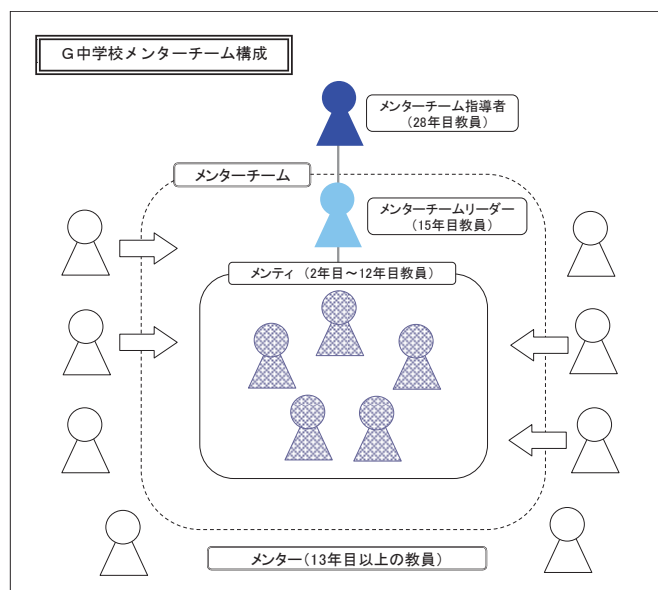 G中学校メンターチーム構成
メンターチーム指導者
(28年目教員)
メンターチーム
メンターチームリーダー
(15年目教員)
メンティ (2年目~12年目教員)
メンター(13年目以上の教員)